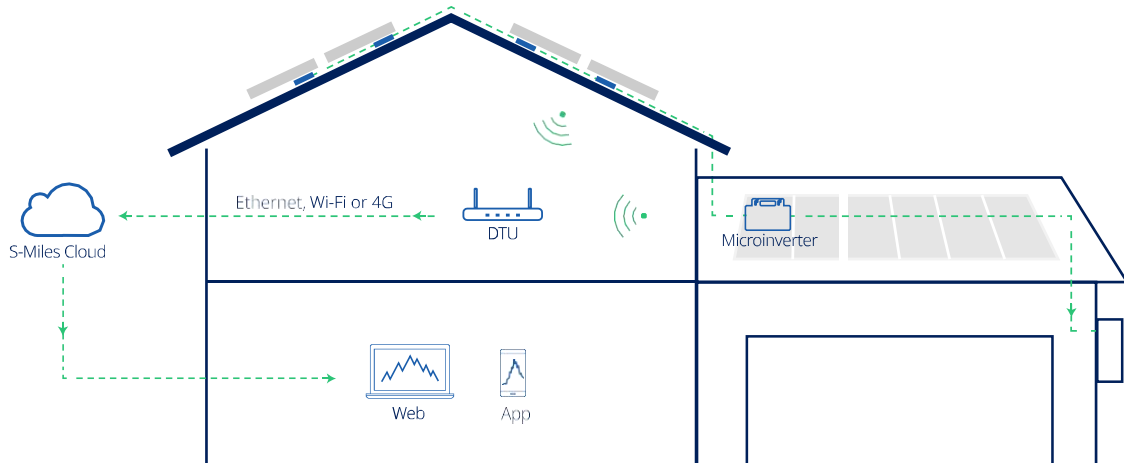 Ethernet, Wi-Fi or 4G
DTU
Microinverter
S-Miles Cloud
Web
App